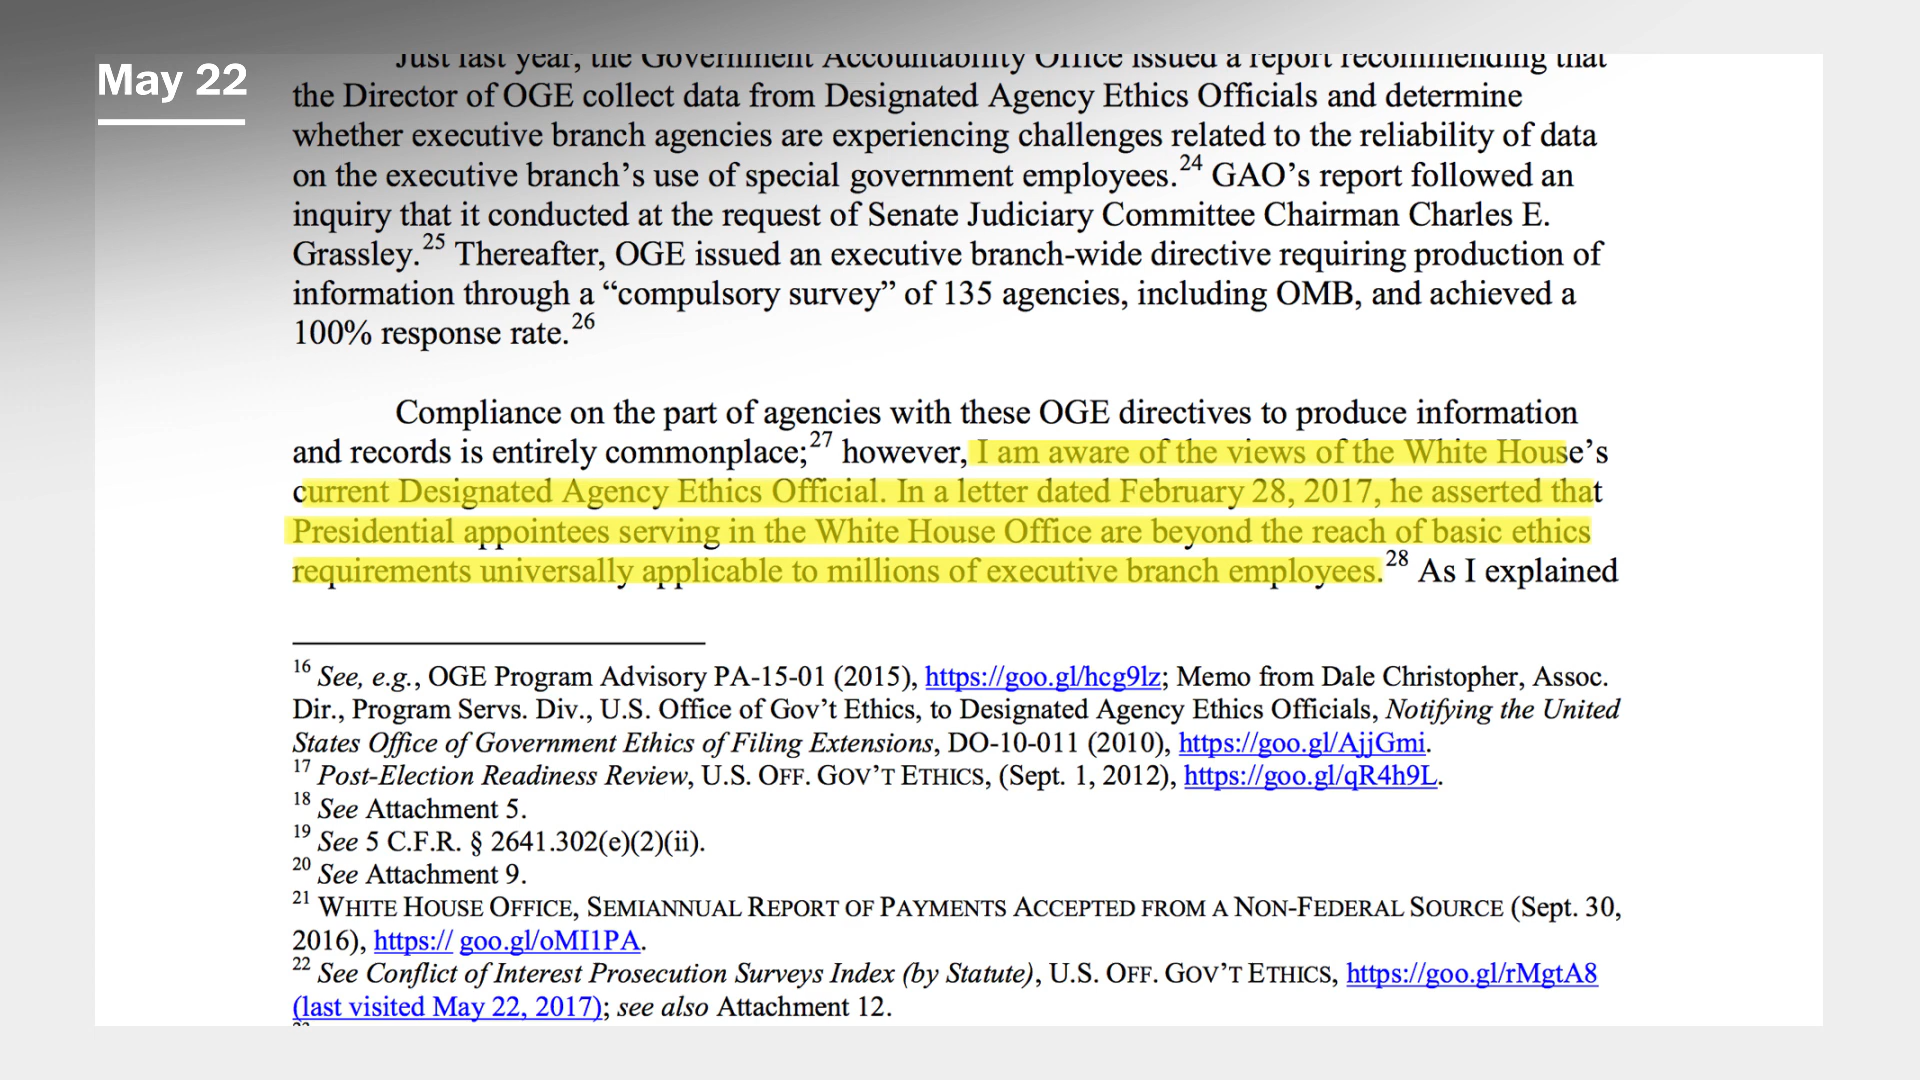 May 22
Just last year, the Government Accountability Office issued a report recommending that
the Director of OGE collect data from Designated Agency Ethics Officials and determine
whether executive branch agencies are experiencing challenges related to the reliability of data
on the executive branch’s use of special government employees.24 GAO’s report followed an
inquiry that it conducted at the request of Senate Judiciary Committee Chairman Charles E.
Grassley.25 Thereafter, OGE issued an executive branch-wide directive requiring production of
information through a “compulsory survey” of 135 agencies, including OMB, and achieved a
100% response rate.26
Compliance on the part of agencies with these OGE directives to produce information
and records is entirely commonplace;27 however, I am aware of the views of the White House’s
current Designated Agency Ethics Official. In a letter dated February 28, 2017, he asserted that
Presidential appointees serving in the White House Office are beyond the reach of basic ethics
requirements universally applicable to millions of executive branch employees.28 As I explained
16 See, e.g., OGE Program Advisory PA-15-01 (2015), https://goo.gl/hcg9lz; Memo from Dale Christopher, Assoc.
Dir., Program Servs. Div., U.S. Office of Gov’t Ethics, to Designated Agency Ethics Officials, Notifying the United
States Office of Government Ethics of Filing Extensions, DO-10-011 (2010), https://goo.gl/AjjGmi.
17 Post-Election Readiness Review, U.S. OFF. GOV’T ETHICS, (Sept. 1, 2012), https://goo.gl/qR4h9L.
18 See Attachment 5.
19 See 5 C.F.R. § 2641.302(e)(2)(ii).
20 See Attachment 9.
21 WHITE HOUSE OFFICE, SEMIANNUAL REPORT OF PAYMENTS ACCEPTED FROM A NON-FEDERAL SOURCE (Sept. 30,
2016), https:// goo.gl/oMI1PA.
22 See Conflict of Interest Prosecution Surveys Index (by Statute), U.S. OFF. GOV’T ETHICS, https://goo.gl/rMgtA8
(last visited May 22, 2017); see also Attachment 12.